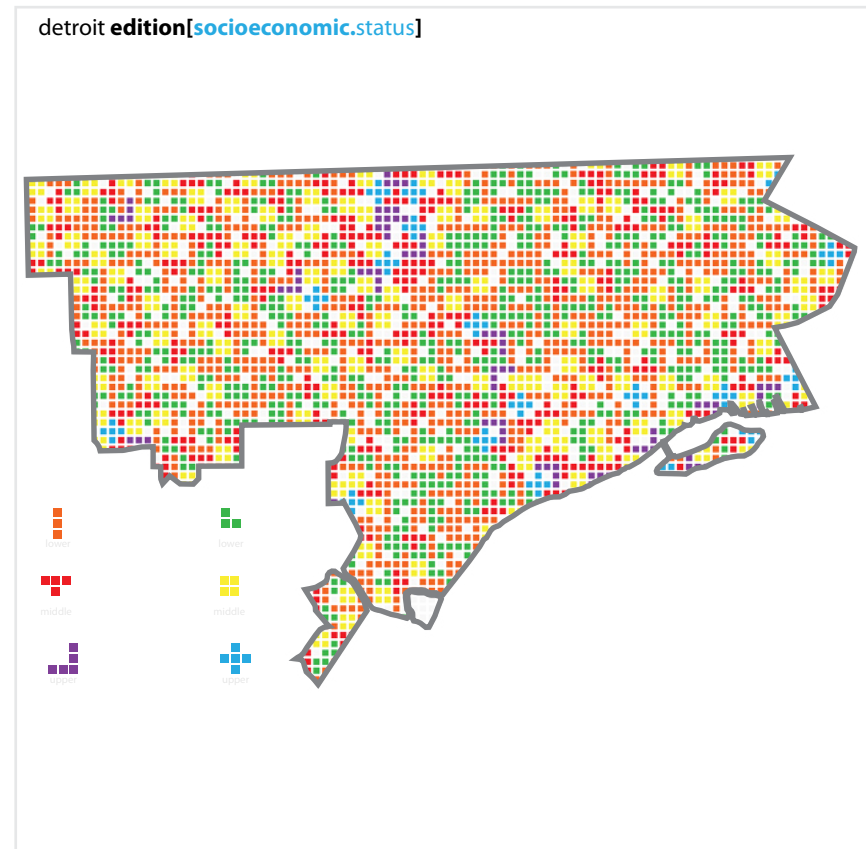 detroit edition[socioeconomic.status]
lower lower
middle middle
upper upper